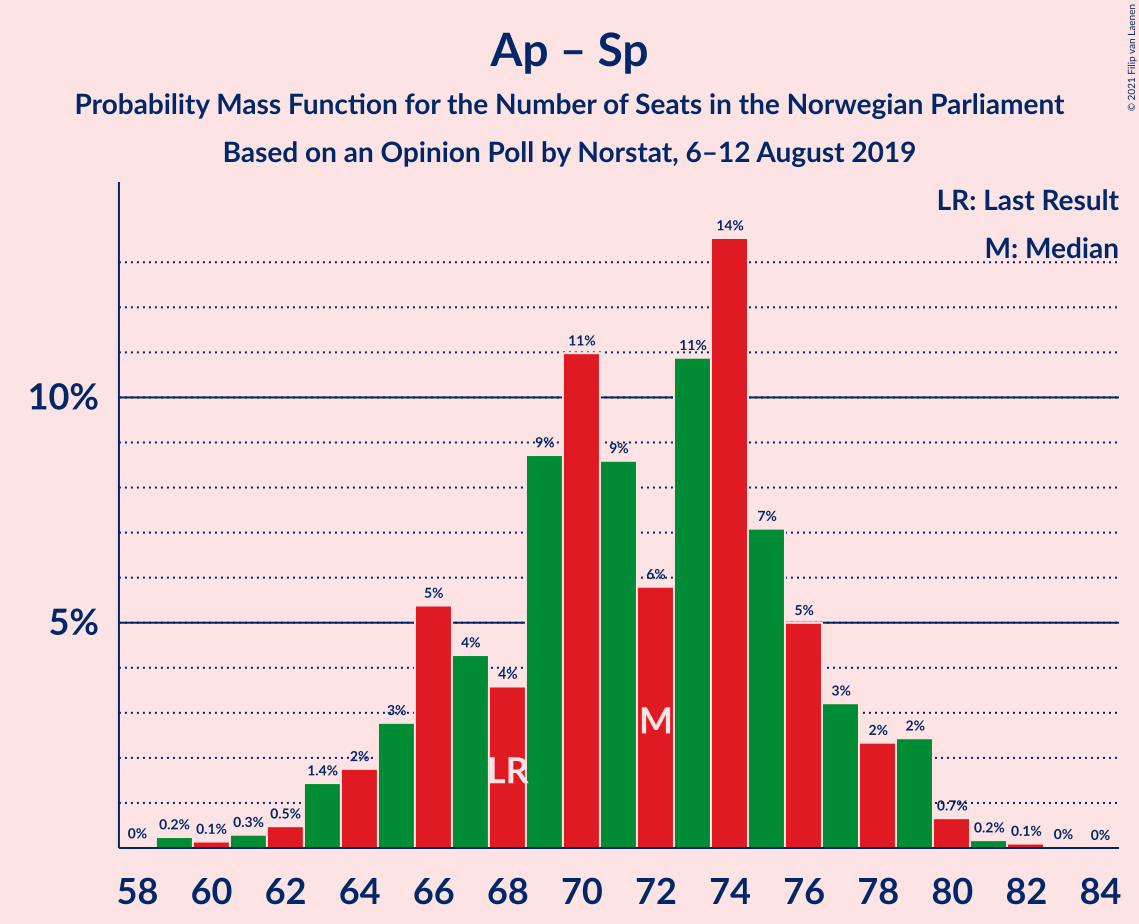 © 2021 Filip van Laenen
Ap – Sp
Probability Mass Function for the Number of Seats in the Norwegian Parliament
Based on an Opinion Poll by Norstat, 6–12 August 2019
LR: Last Result
M: Median
10%
5%
0% 0.2% 0.1% 0.3% 0.5% 1.4% 2% 3% 5% 4% 4% 9% 11% 9% 6% 11% 14% 7% 5% 3% 2% 2% 0.7% 0.2% 0.1% 0% 0%
LR M
58 60 62 64 66 68 70 72 74 76 78 80 82 84